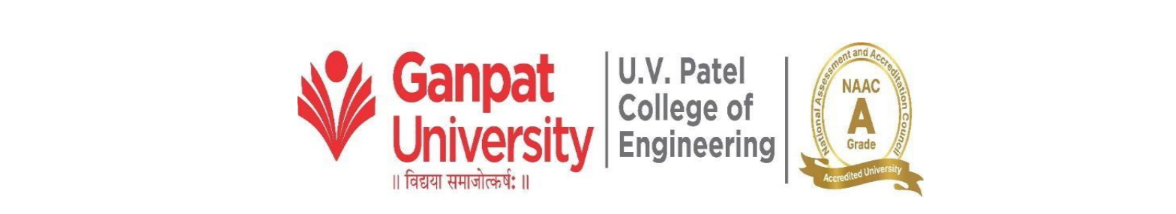 Ganpat
University
॥ विद्यया समाजोत्कर्ष: ॥
U.V. Patel
College of
Engineering
National Assessment and Accreditation Council
NAAC
A
Grade
Accredited University